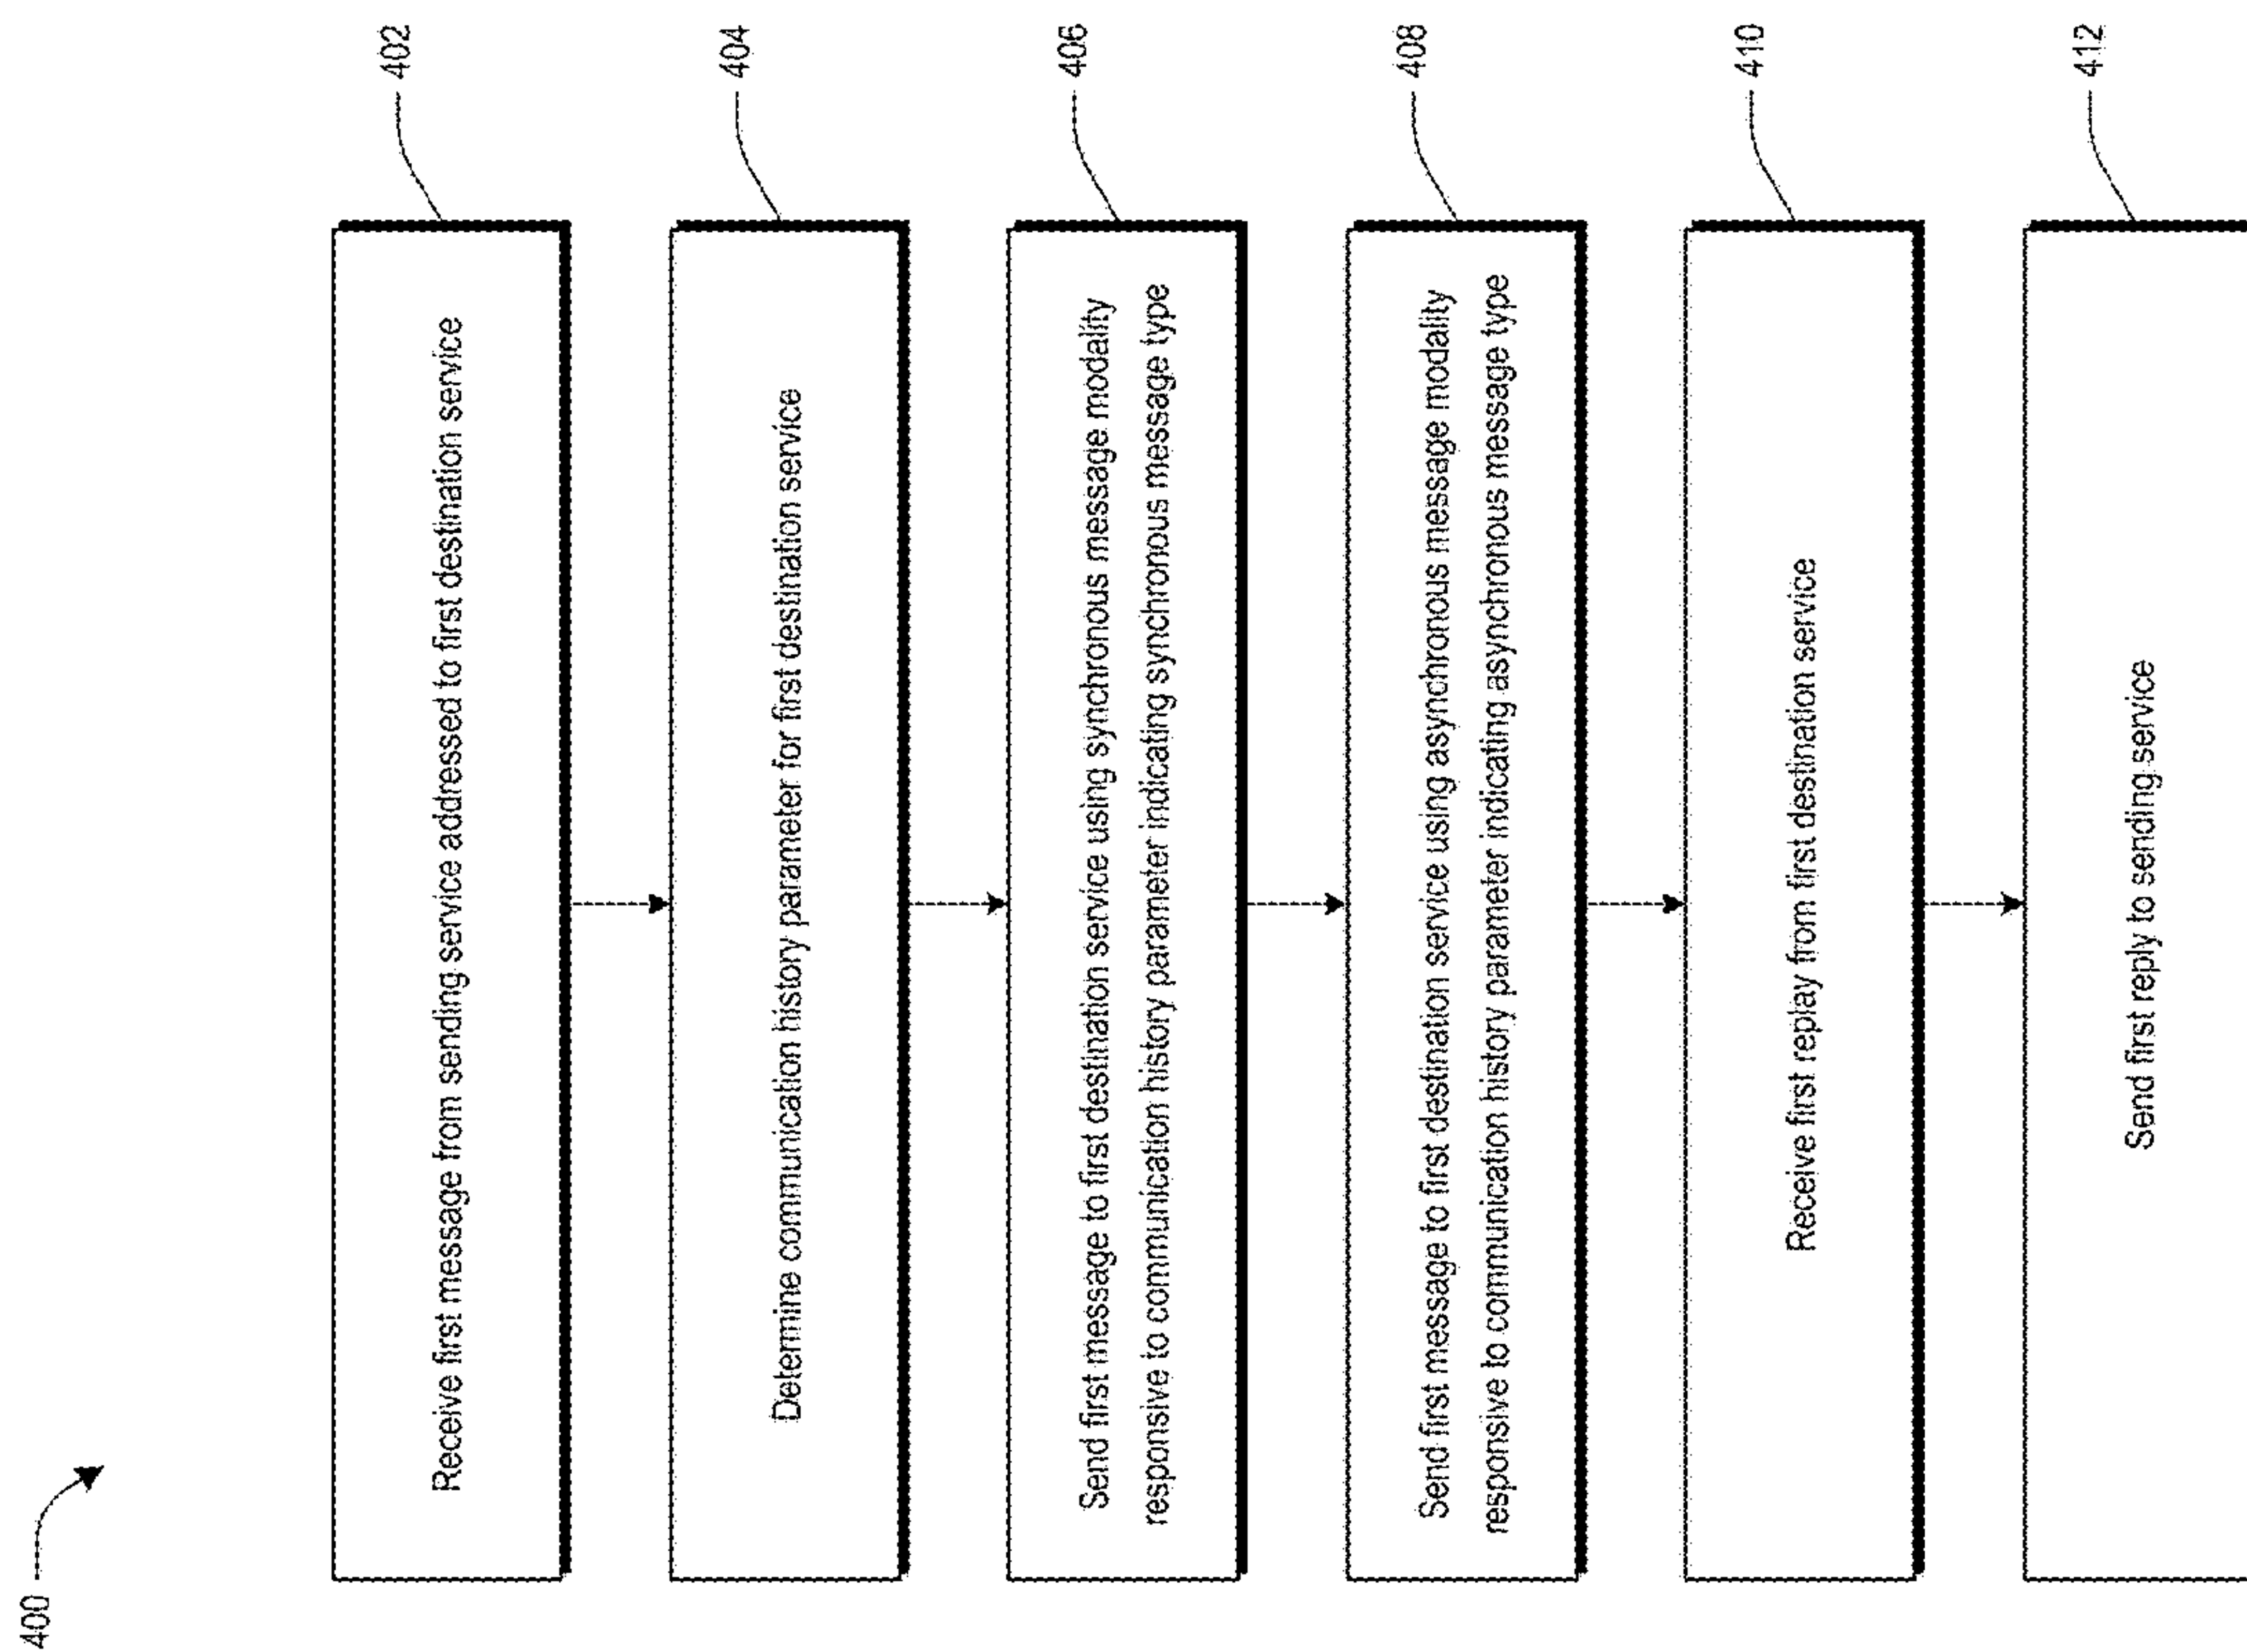 400
Receive first message from sending service addressed to first destination service
402
Determine communication history parameter for first destination service
404
Send first message to first destination service using synchronous message modality
responsive to communication history parameter indicating synchronous message type
406
Send first message to first destination service using asynchronous message modality
responsive to communication history parameter indicating asynchronous message type
408
Receive first replay from first destination service
410
Send first reply to sending service
412